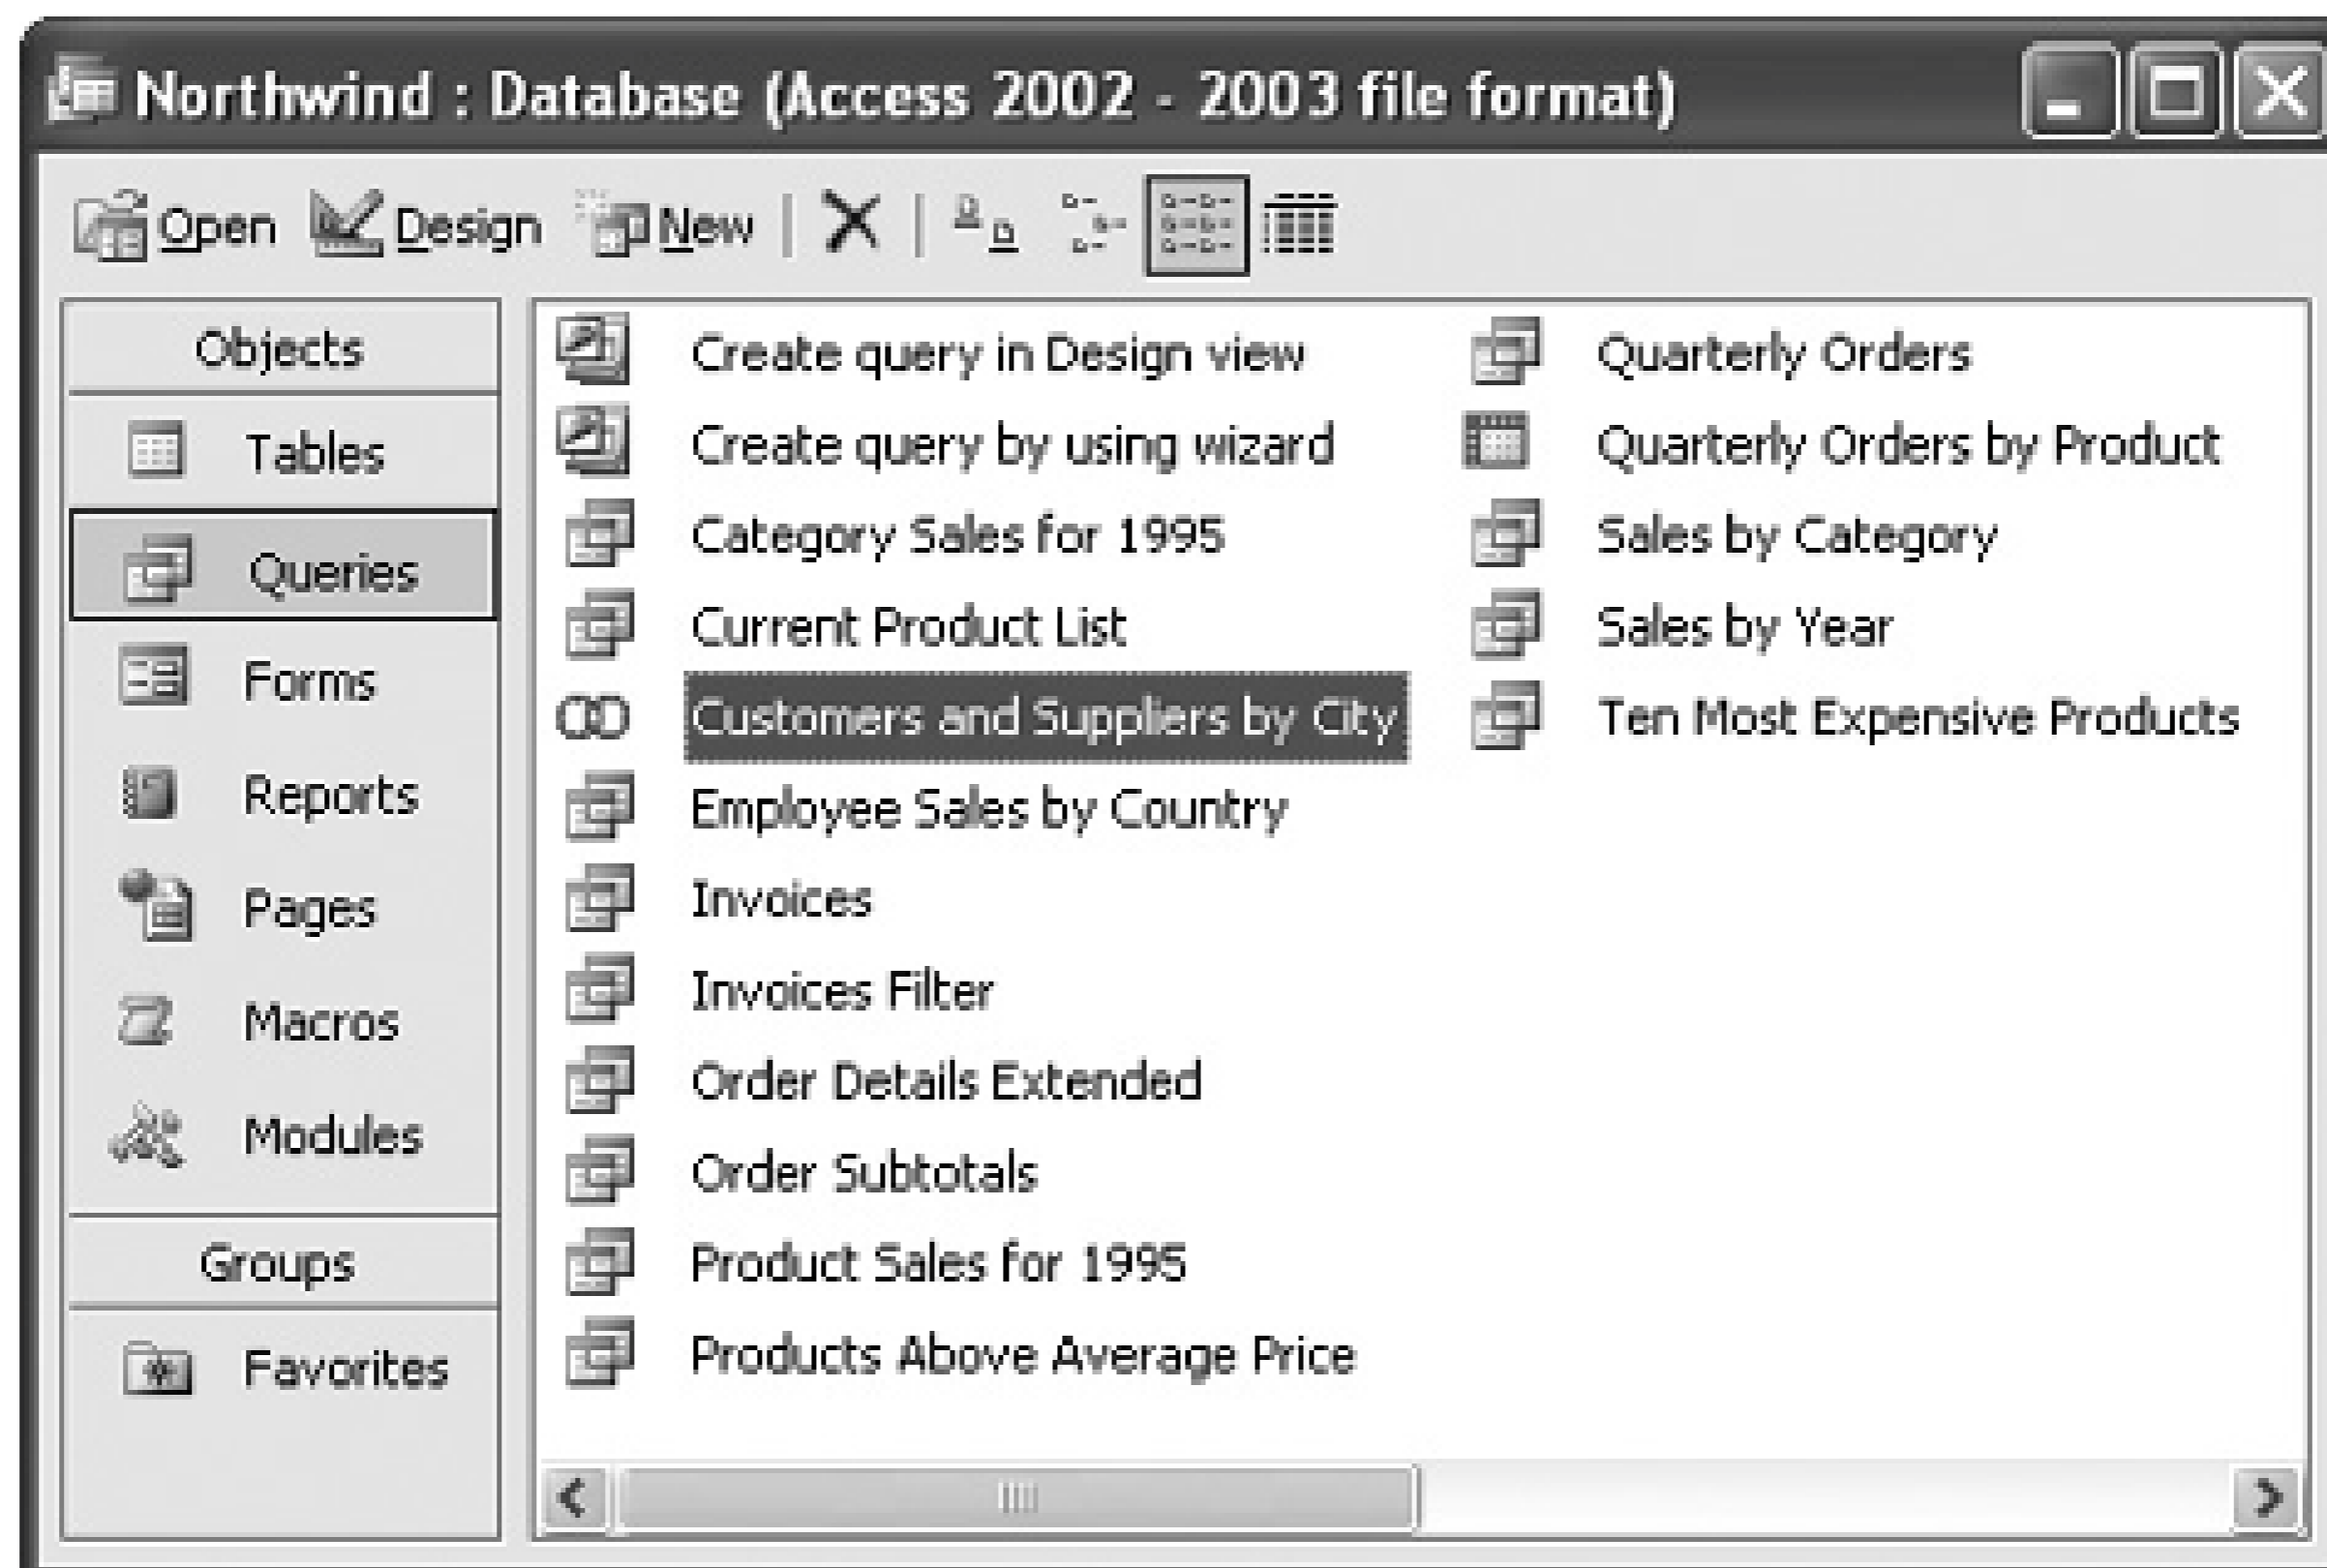 Northwind : Database (Access 2002 - 2003 file format)
Open Design New
Objects
Tables
Queries
Forms
Reports
Pages
Macros
Modules
Groups
Favorites
Create query in Design view
Create query by using wizard
Category Sales for 1995
Current Product List
Customers and Suppliers by City
Employee Sales by Country
Invoices
Invoices Filter
Order Details Extended
Order Subtotals
Product Sales for 1995
Products Above Average Price
Quarterly Orders
Quarterly Orders by Product
Sales by Category
Sales by Year
Ten Most Expensive Products